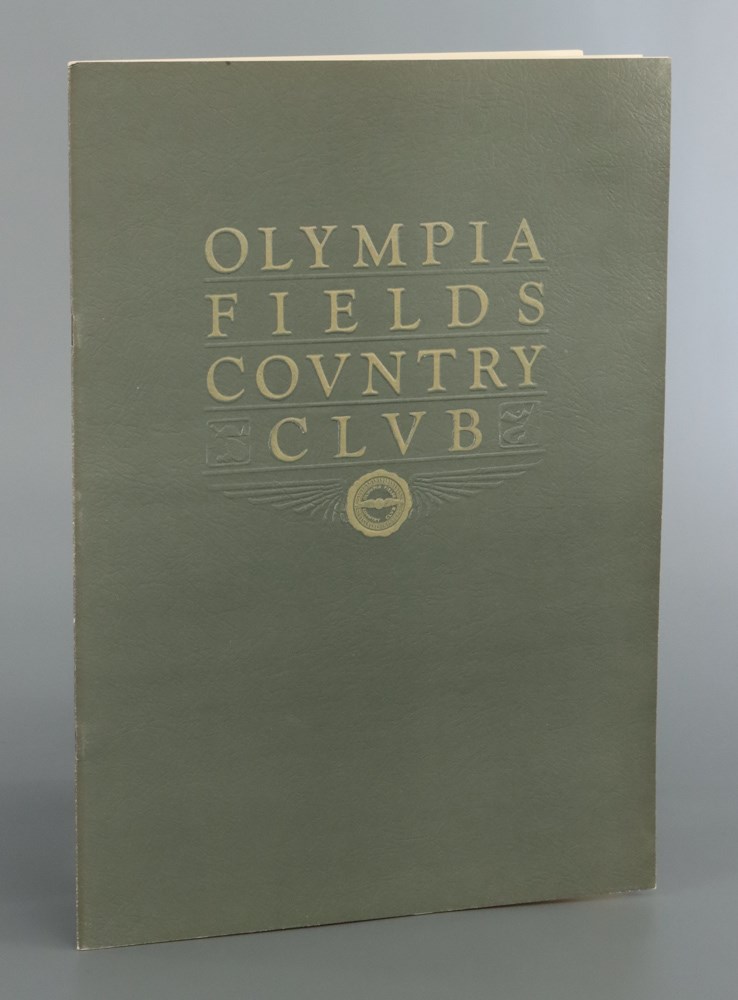 OLYMPIA
FIELDS
COVNTRY
CLVB